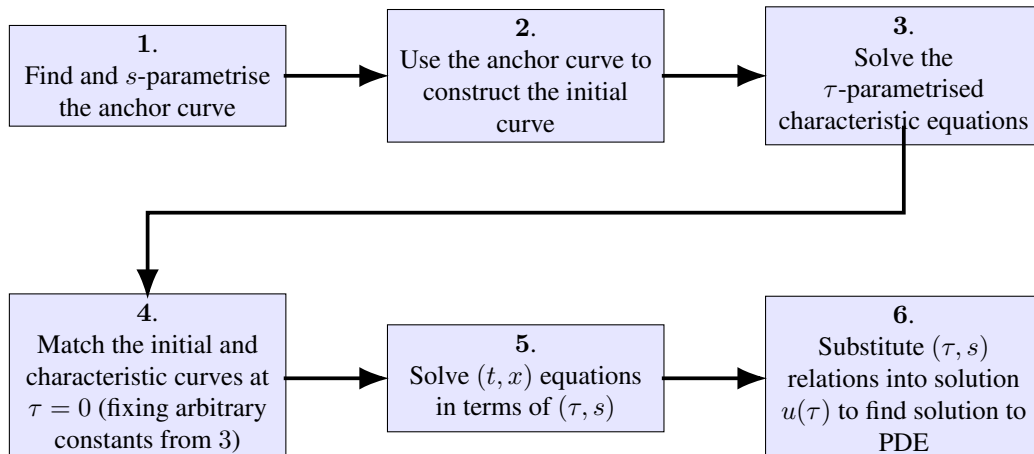 1.
Find and s-parametrise
the anchor curve
2.
Use the anchor curve to
construct the initial
curve
3.
Solve the
τ-parametrised
characteristic equations
4.
Match the initial and
characteristic curves at
τ = 0 (fixing arbitrary
constants from 3)
5.
Solve (t, x) equations
in terms of (τ, s)
6.
Substitute (τ, s)
relations into solution
u(τ) to find solution to
PDE